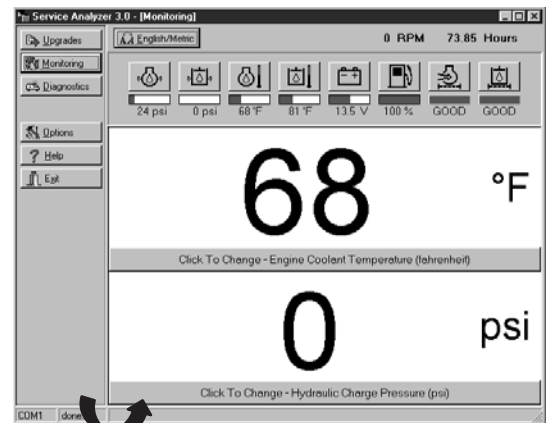 Service Analyzer 3.0 - [Monitoring]
Upgrades
English/Metric
0 RPM 73.85 Hours
Monitoring
Diagnostics
24 psi 0 psi 68°F 81°F 13.5 V 100 % GOOD GOOD
Options
Help
Exit
68 °F
Click To Change - Engine Coolant Temperature (fahrenheit)
0 psi
Click To Change - Hydraulic Charge Pressure (psi)
COM1 done